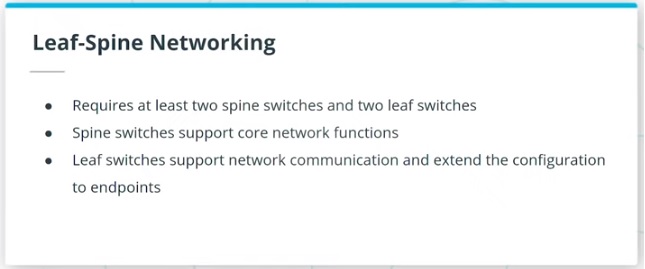 Leaf-Spine Networking
● Requires at least two spine switches and two leaf switches
● Spine switches support core network functions
● Leaf switches support network communication and extend the configuration
to endpoints